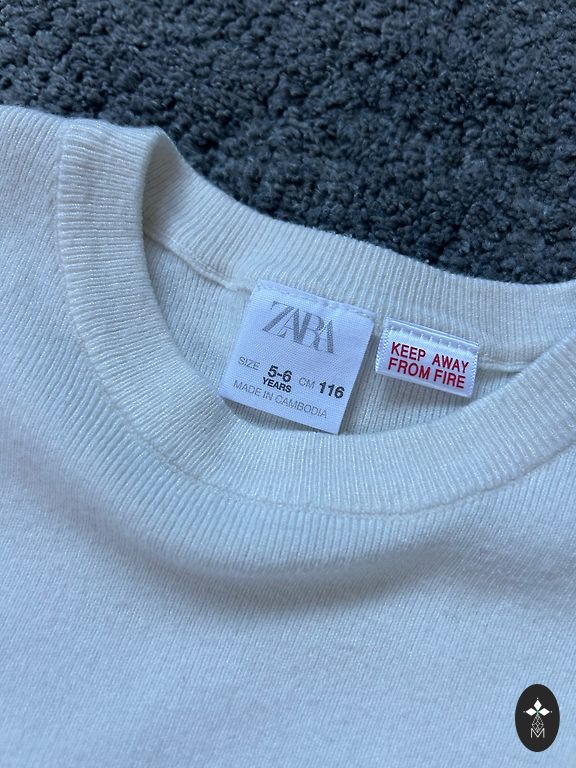 ZARA
SIZE 5-6 YEARS CM 116
MADE IN CAMBODIA
KEEP AWAY
FROM FIRE
M